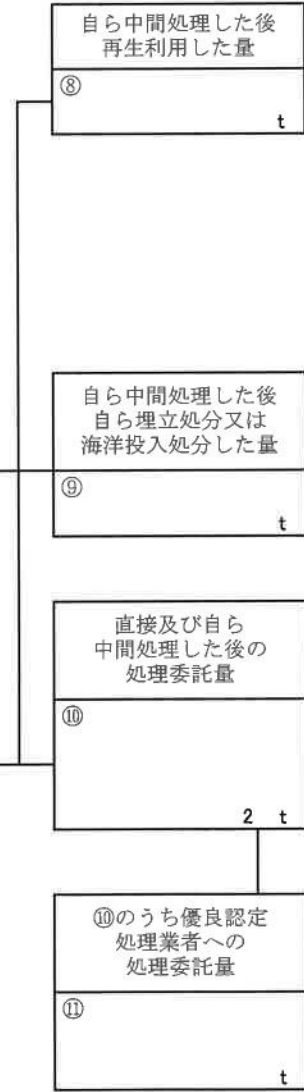 自ら中間処理した後
再生利用した量
⑧
t
自ら中間処理した後
自ら埋立処分又は
海洋投入処分した量
⑨
t
直接及び自ら
中間処理した後の
処理委託量
⑩
2 t
⑩のうち優良認定
処理業者への
処理委託量
⑪
t